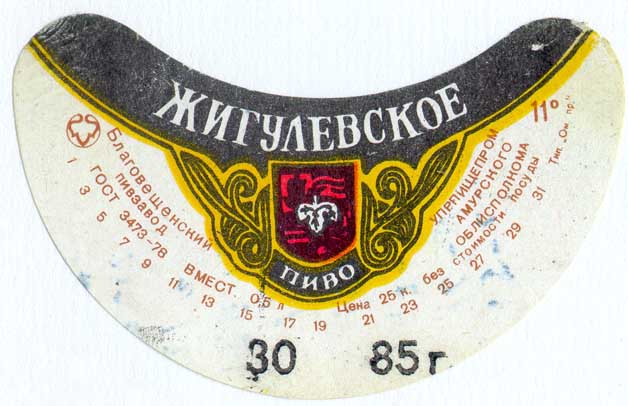 ЖИГУЛЕВСКОЕ
ПИВО
Благовещенский
пивзавод
ГОСТ 3473-78
11°
УПРПИЩЕПРОМ
АМУРСКОГО
ОБЛИСПОЛКОМА
ВМЕСТ. 0,5 л
Цена 25 к. без стоимости посуды
1 3 5 7 9 11 13 15 17 19 21 23 25 27 29 31
Тип. „Ом. пр."
30 85г